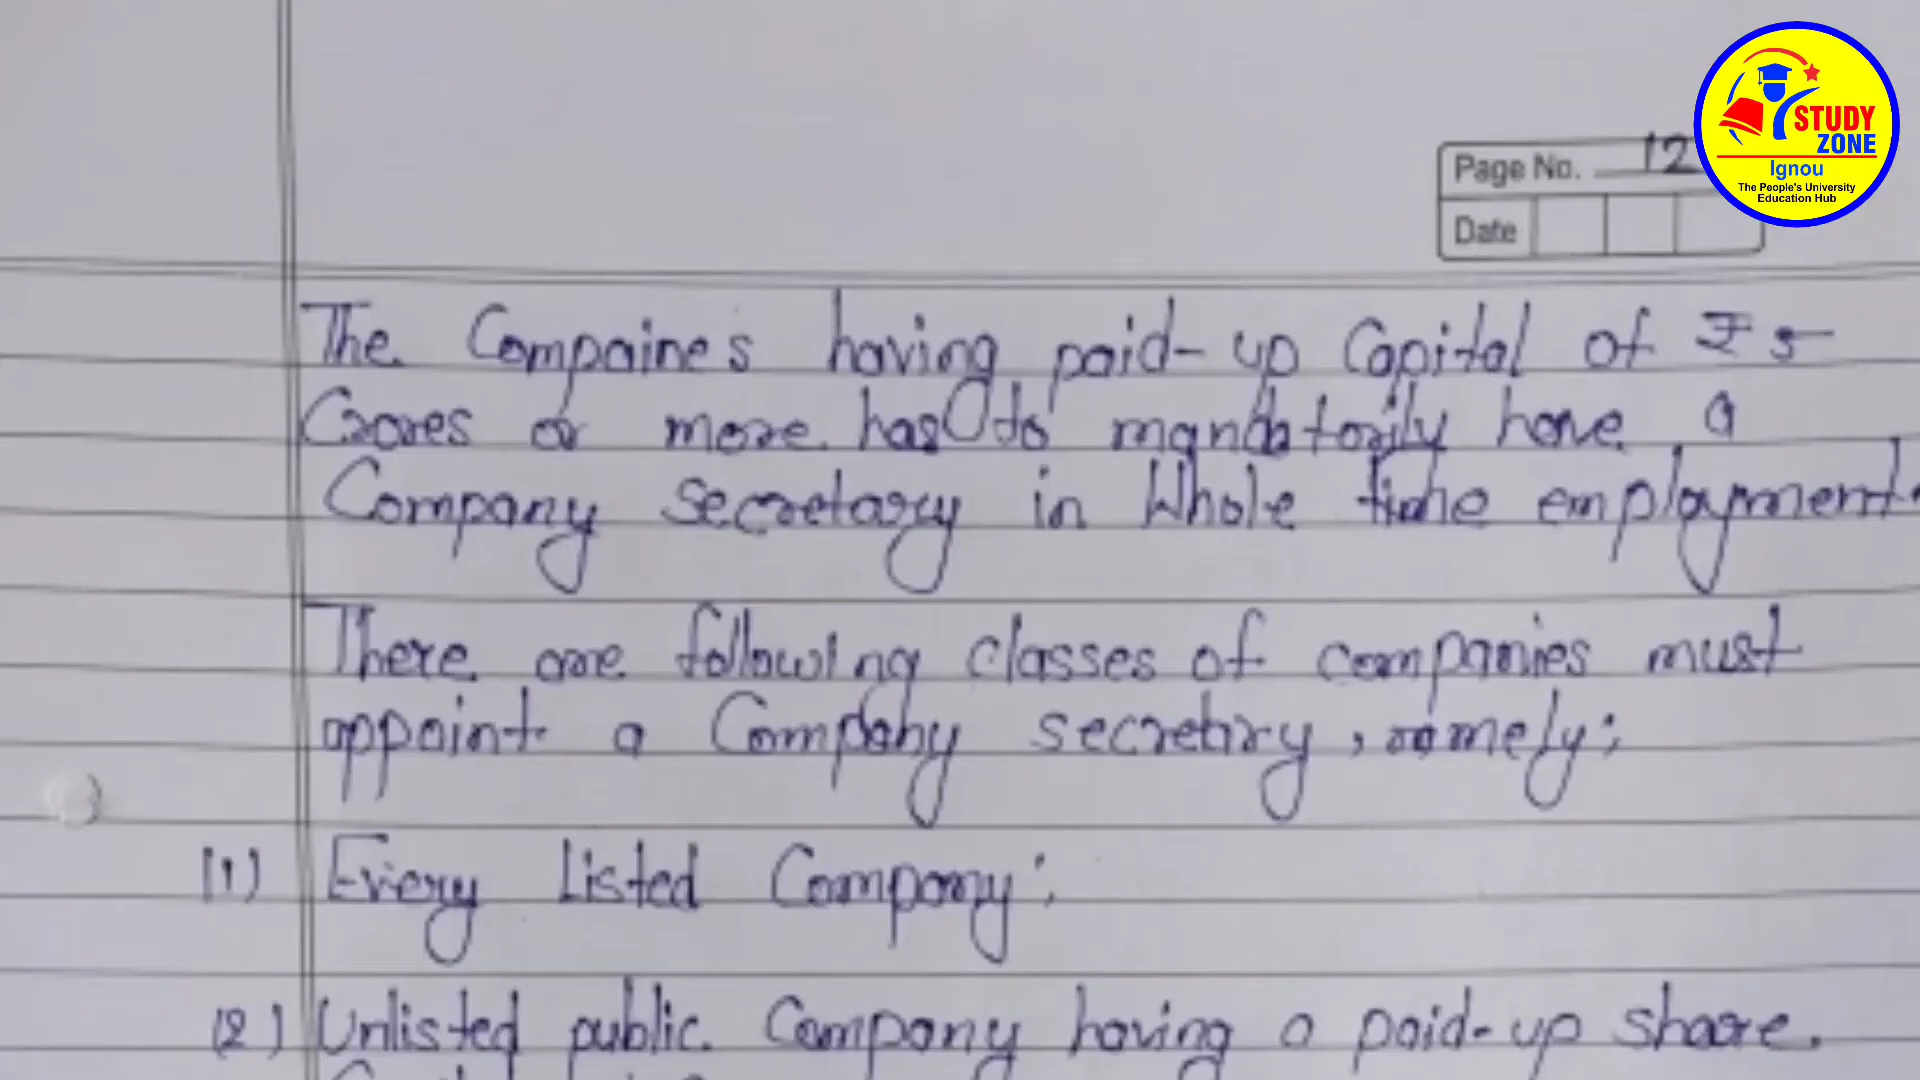 STUDY
ZONE
Ignou
The People's University
Education Hub
Page No. 12
Date
The Compaines having paid-up Capital of ₹ 5
Crores or more has to mandatorily have a
Company secretary in Whole time employment.
There are following classes of companies must
appoint a Company secretary, namely;
(1) Every Listed Company;
(2) Unlisted public Company having a paid-up share